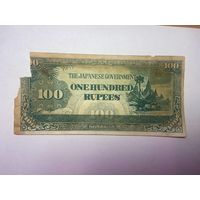 100
THE JAPANESE GOVERNMENT
ONE HUNDRED
100
RUPEES
100